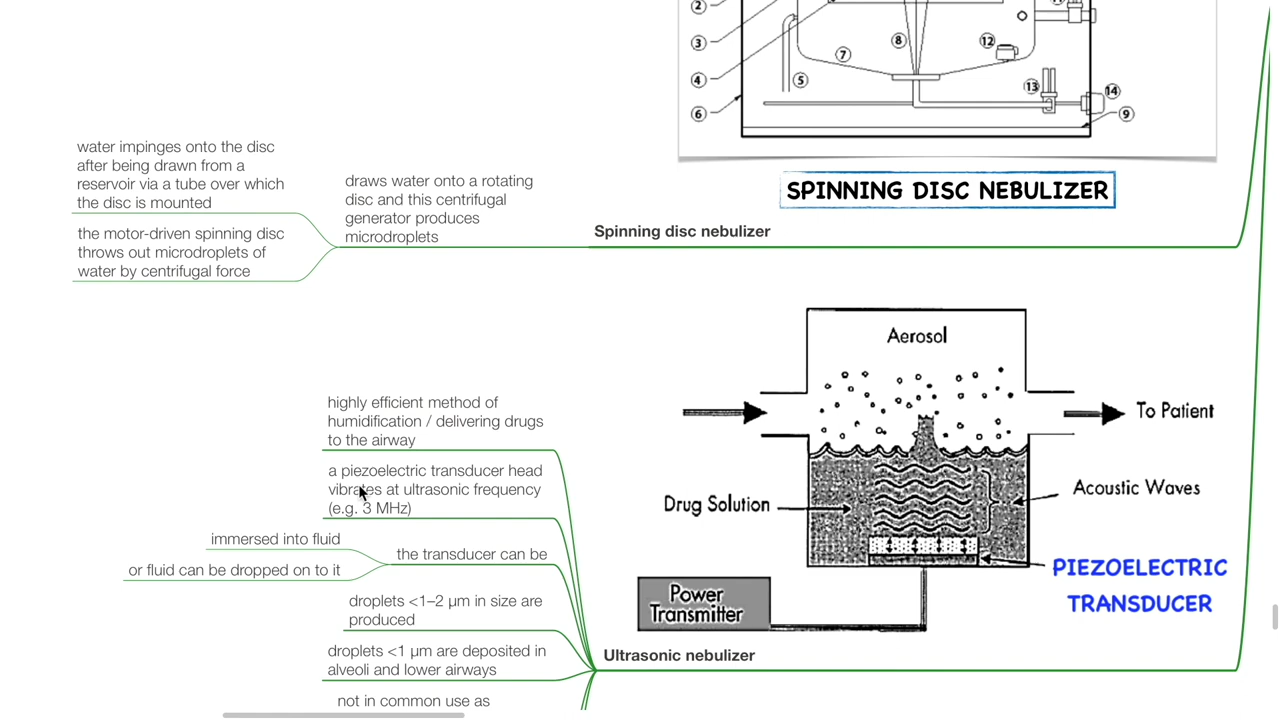 2
3
4
5
6
7
8
12
13
14
9
SPINNING DISC NEBULIZER
water impinges onto the disc
after being drawn from a
reservoir via a tube over which
the disc is mounted
the motor-driven spinning disc
throws out microdroplets of
water by centrifugal force
draws water onto a rotating
disc and this centrifugal
generator produces
microdroplets
Spinning disc nebulizer
Aerosol
To Patient
Acoustic Waves
Drug Solution
PIEZOELECTRIC
TRANSDUCER
Power
Transmitter
highly efficient method of
humidification / delivering drugs
to the airway
a piezoelectric transducer head
vibrates at ultrasonic frequency
(e.g. 3 MHz)
immersed into fluid
or fluid can be dropped on to it
the transducer can be
droplets <1–2 μm in size are
produced
droplets <1 μm are deposited in
alveoli and lower airways
not in common use as
Ultrasonic nebulizer